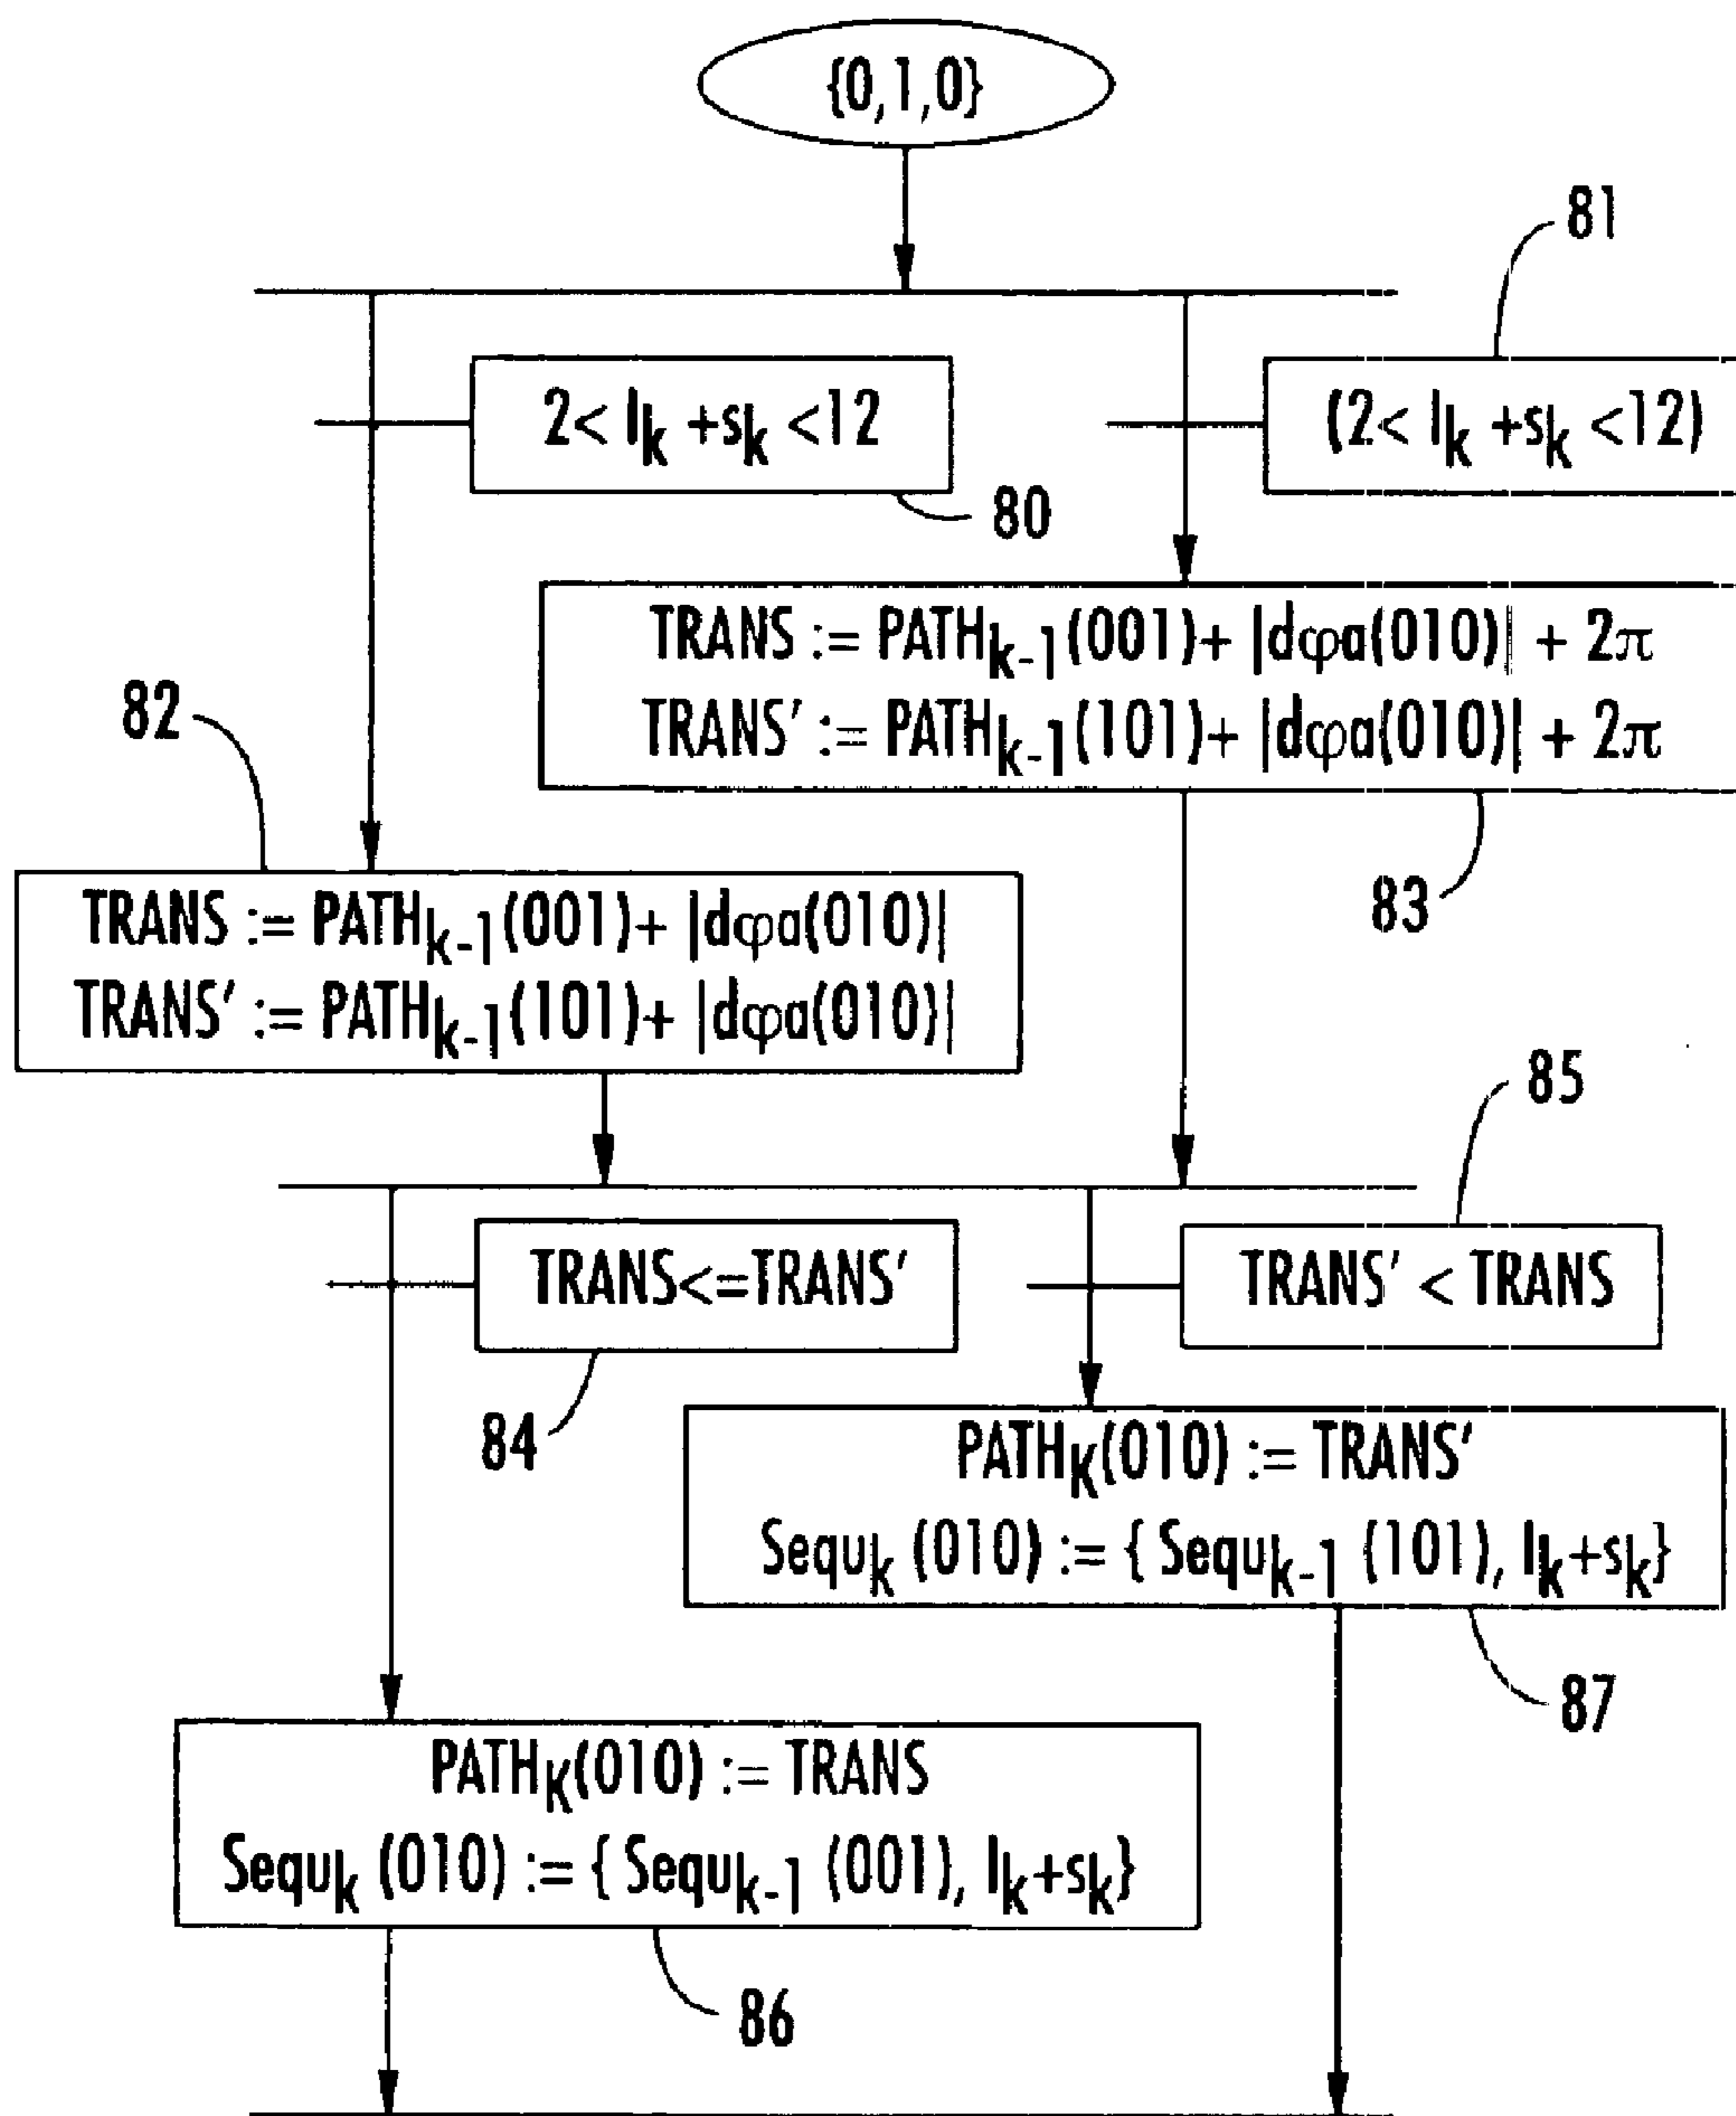 {0,1,0}
81
2< lk +sk <12
(2< lk +sk <12)
80
TRANS := PATHk-1(001)+ |dφa(010)| + 2π
TRANS' := PATHk-1(101)+ |dφa(010)| + 2π
82
83
TRANS := PATHk-1(001)+ |dφa(010)|
TRANS' := PATHk-1(101)+ |dφa(010)|
85
TRANS<=TRANS'
TRANS' < TRANS
84
PATHK(010) := TRANS'
Sequk (010) := { Sequk-1 (101), lk+sk}
87
PATHK(010) := TRANS
Sequk (010) := { Sequk-1 (001), lk+sk}
86